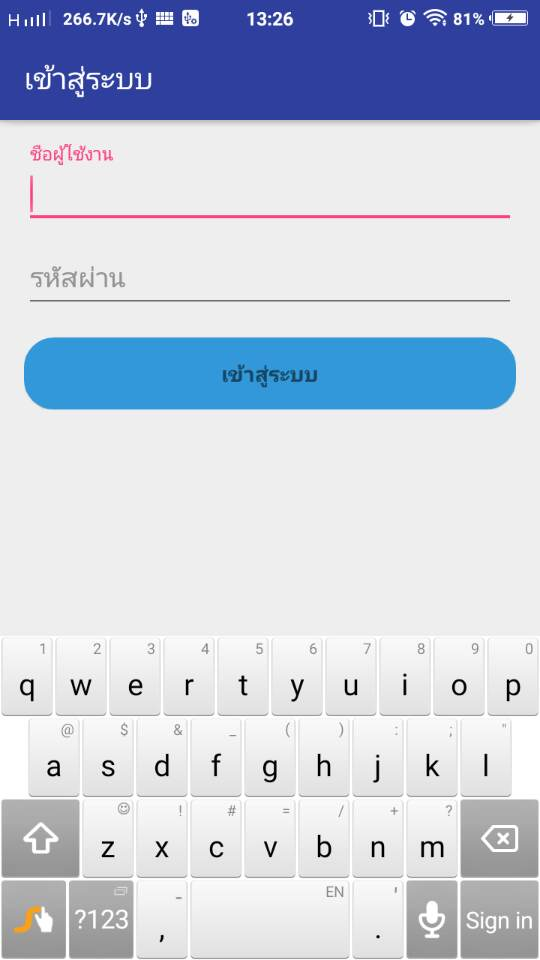 H 266.7K/s 13:26 81%
เข้าสู่ระบบ
ชื่อผู้ใช้งาน
รหัสผ่าน
เข้าสู่ระบบ
1 2 3 4 5 6 7 8 9 0
q w e r t y u i o p
@ $ & _ ( ) : ; "
a s d f g h j k l
! # = / + ?
z x c v b n m
- EN '
?123 , . Sign in